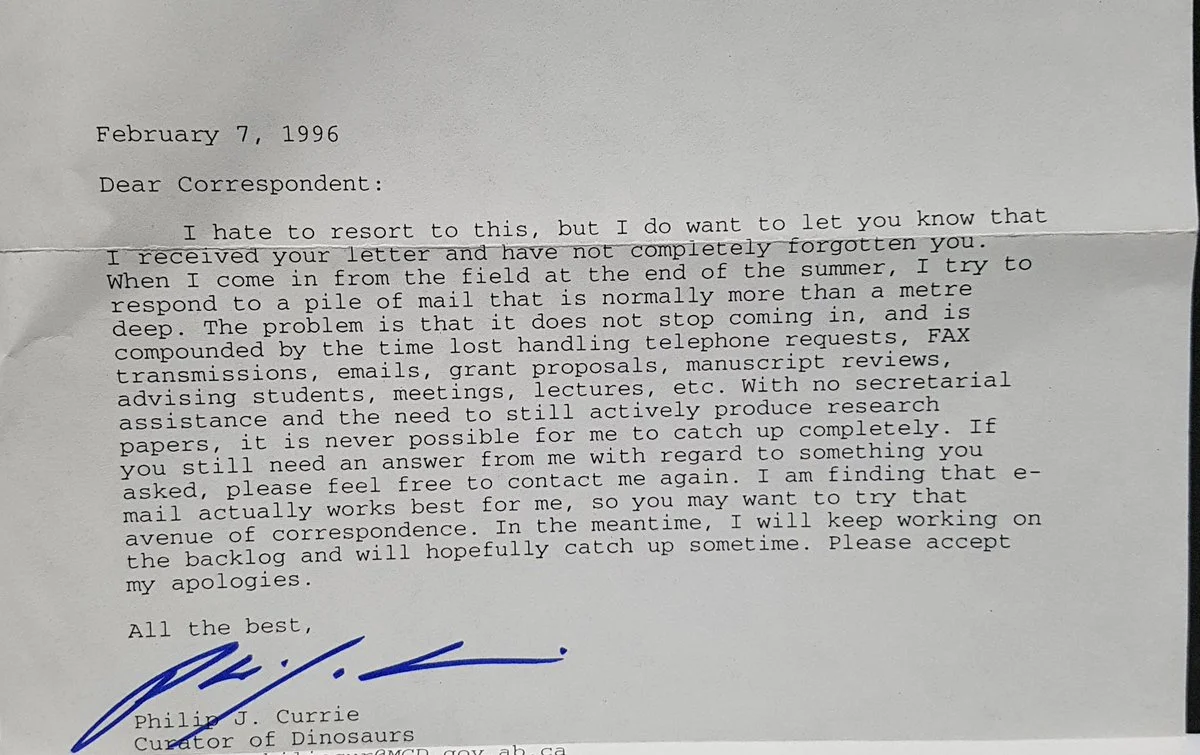 February 7, 1996
Dear Correspondent:
I hate to resort to this, but I do want to let you know that
I received your letter and have not completely forgotten you.
When I come in from the field at the end of the summer, I try to
respond to a pile of mail that is normally more than a metre
deep. The problem is that it does not stop coming in, and is
compounded by the time lost handling telephone requests, FAX
transmissions, emails, grant proposals, manuscript reviews,
advising students, meetings, lectures, etc. With no secretarial
assistance and the need to still actively produce research
papers, it is never possible for me to catch up completely. If
you still need an answer from me with regard to something you
asked, please feel free to contact me again. I am finding that e-
mail actually works best for me, so you may want to try that
avenue of correspondence. In the meantime, I will keep working on
the backlog and will hopefully catch up sometime. Please accept
my apologies.
All the best,
Philip J. Currie
Curator of Dinosaurs